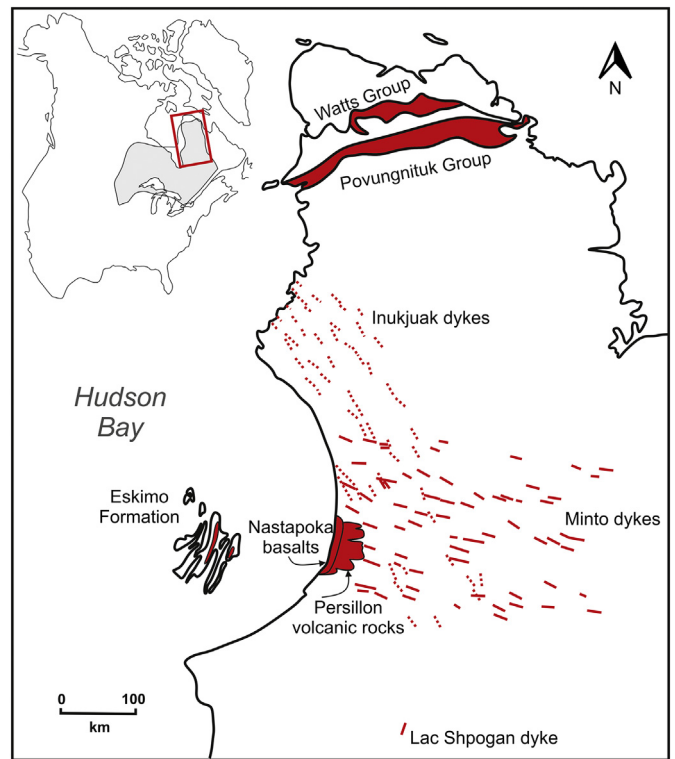 N
Watts Group
Povungnituk Group
Inukjuak dykes
Hudson
Bay
Eskimo
Formation
Nastapoka
basalts
Minto dykes
Persillon
volcanic rocks
0 100
km
Lac Shpogan dyke